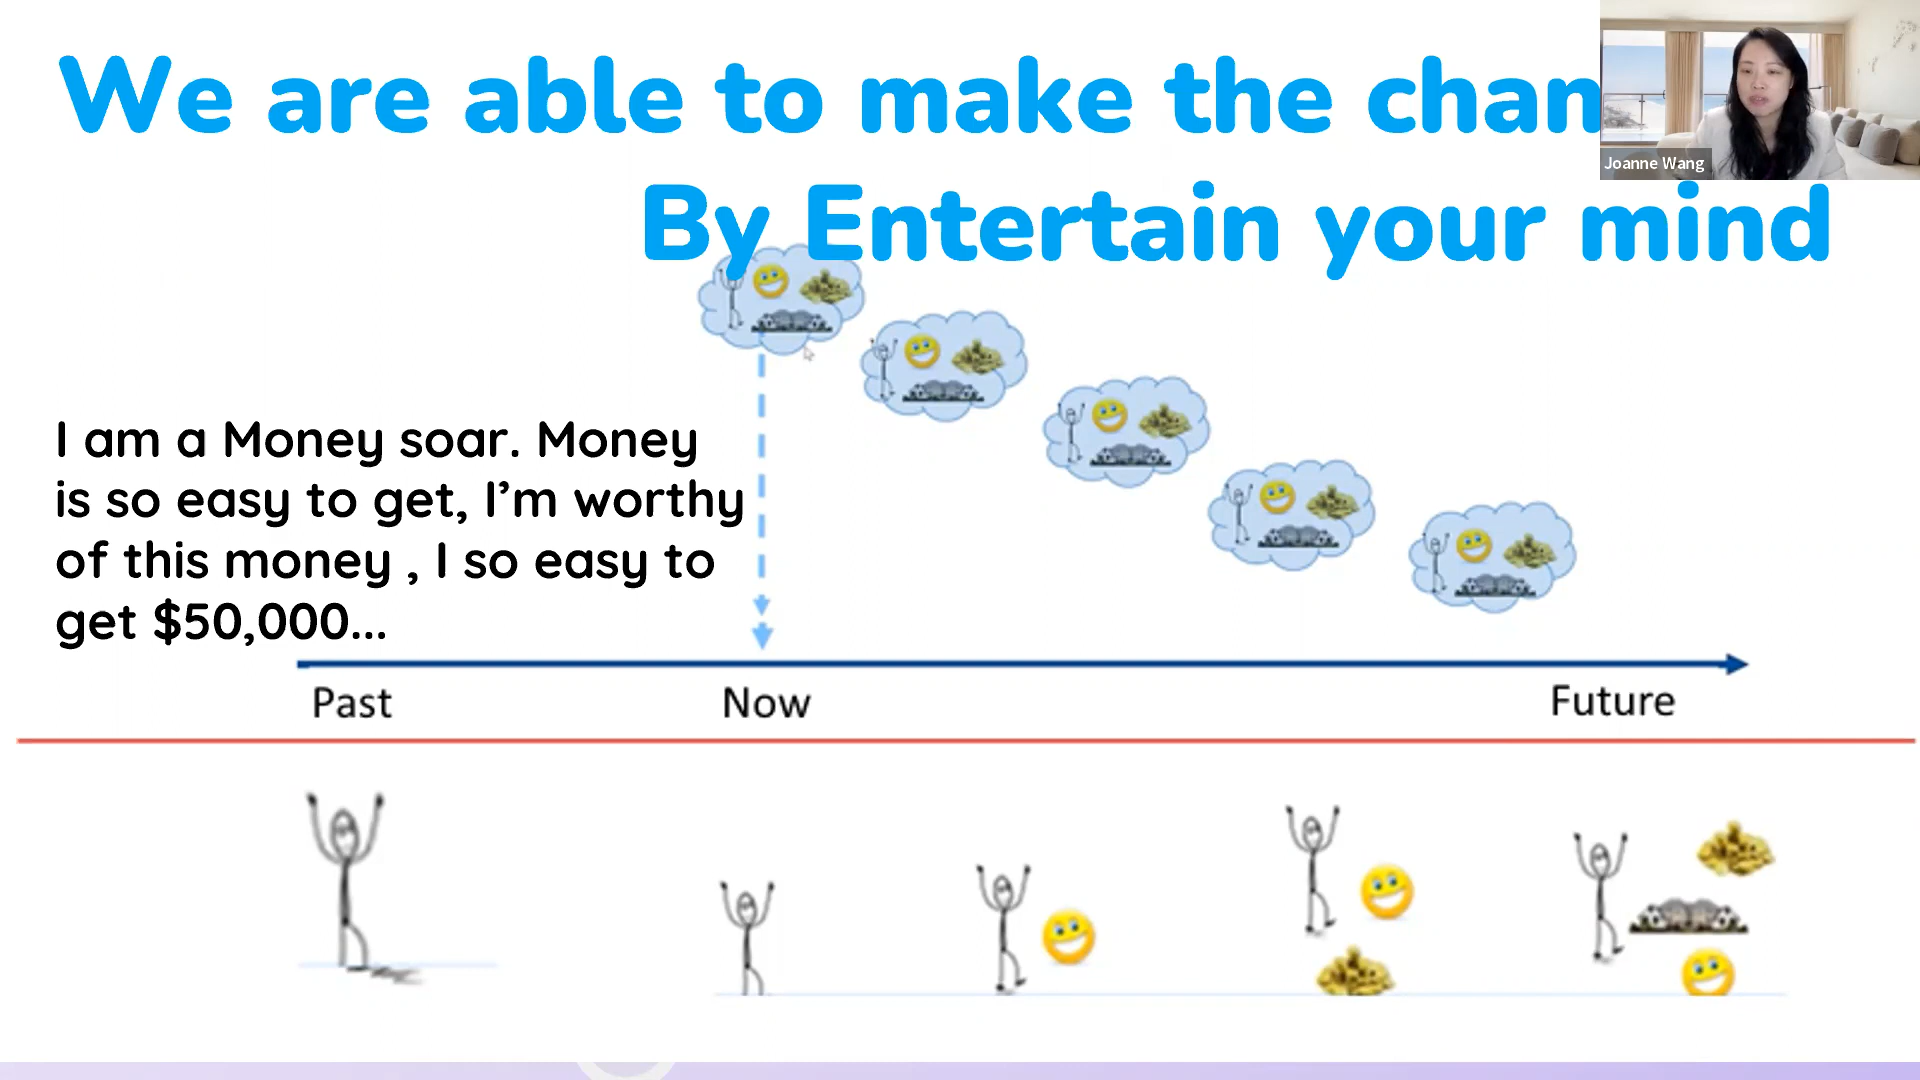 We are able to make the chan
Joanne Wang
By Entertain your mind
I am a Money soar. Money
is so easy to get, I’m worthy
of this money , I so easy to
get $50,000...
Past
Now
Future